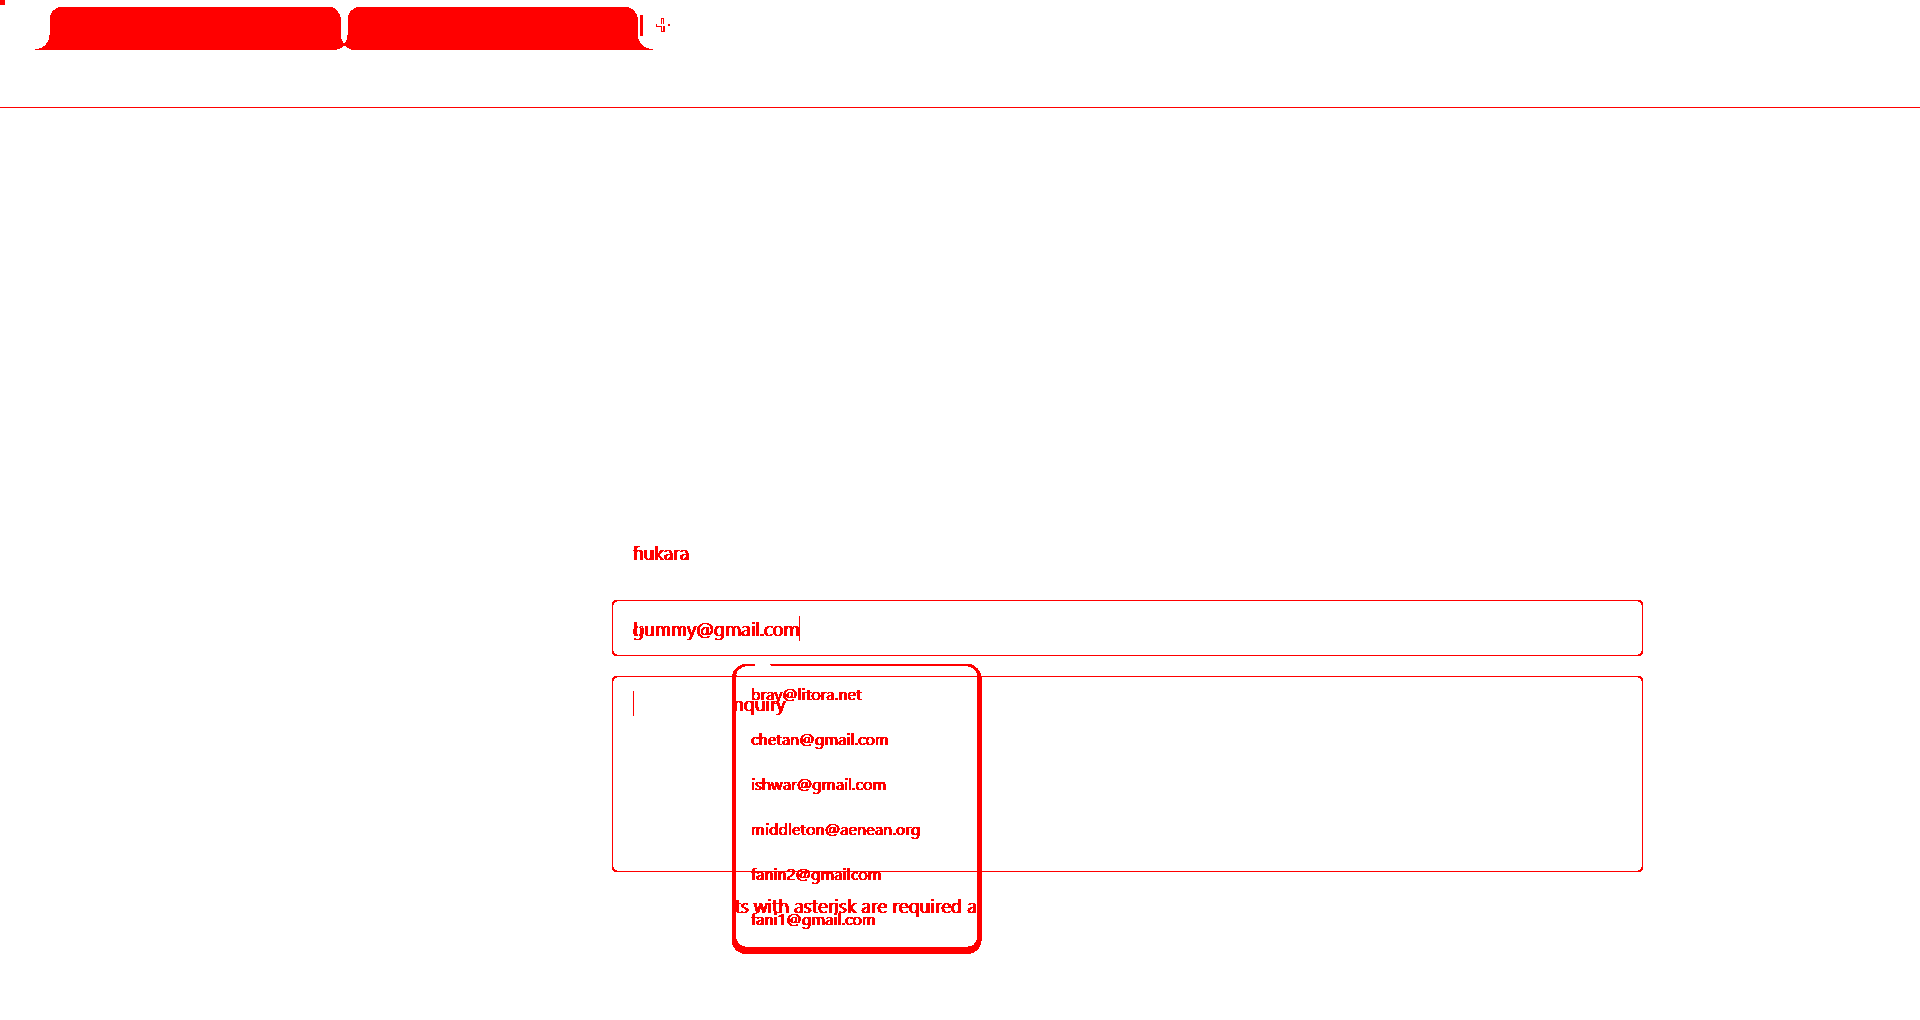 hukara
gummy@gmail.com
bray@litora.net
nquiry
chetan@gmail.com
ishwar@gmail.com
middleton@aenean.org
fanin2@gmailcom
ts with asterisk are required a
fani1@gmail.com